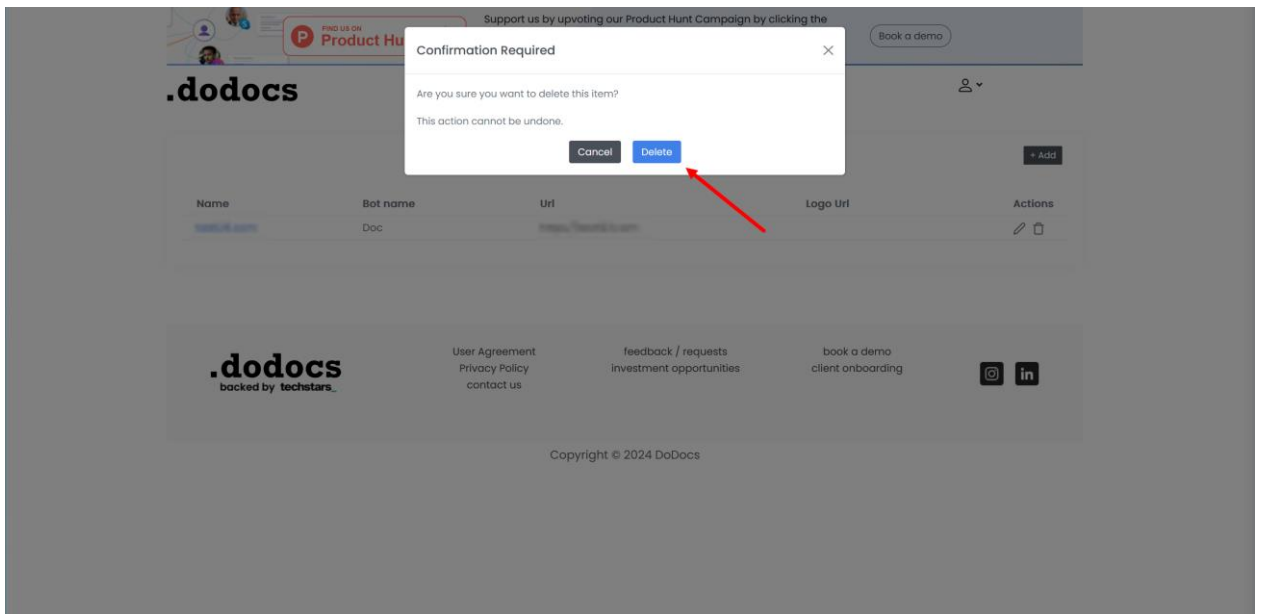 Support us by upvoting our Product Hunt Campaign by clicking the
FIND US ON
Product Hu
Book a demo
Confirmation Required
.dodocs
Are you sure you want to delete this item?
This action cannot be undone.
Cancel Delete
+ Add
Name Bot name Url Logo Url Actions
Doc
.dodocs
backed by techstars_
User Agreement
Privacy Policy
contact us
feedback / requests
investment opportunities
book a demo
client onboarding
Copyright © 2024 DoDocs